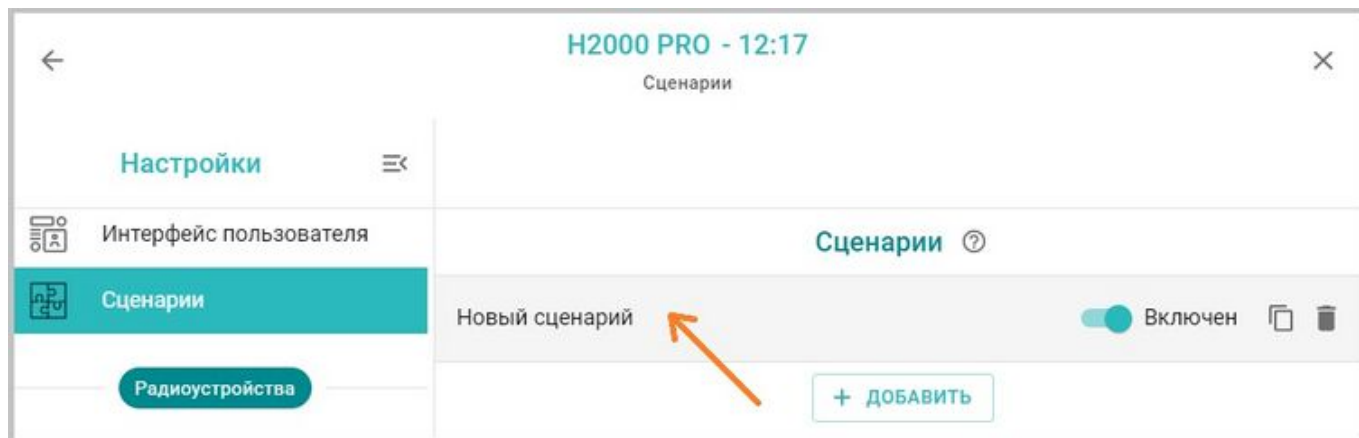 H2000 PRO - 12:17
Сценарии
Настройки
Интерфейс пользователя
Сценарии
Сценарии
Новый сценарий
Включен
Радиоустройства
+ ДОБАВИТЬ